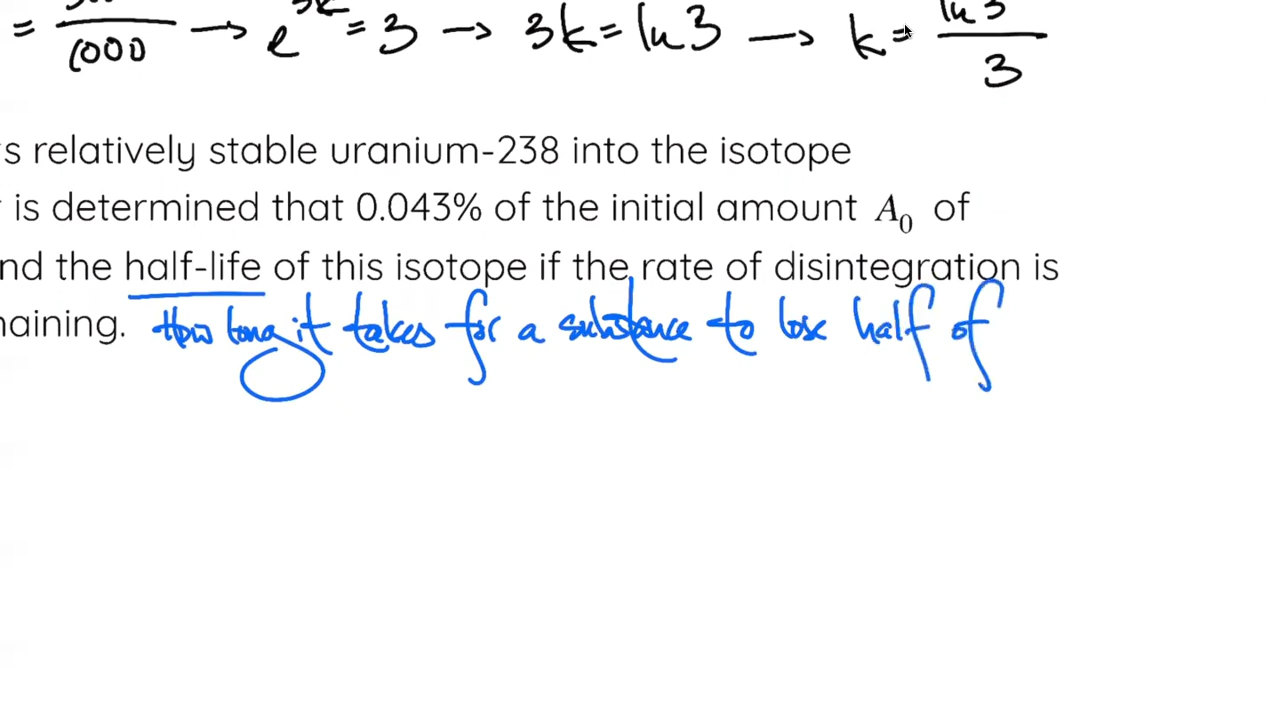 = 1000 → e^3k = 3 → 3k = ln 3 → k = ln 3 / 3
s relatively stable uranium-238 into the isotope
is determined that 0.043% of the initial amount A₀ of
nd the half-life of this isotope if the rate of disintegration is
naining. How long it takes for a substance to lose half of